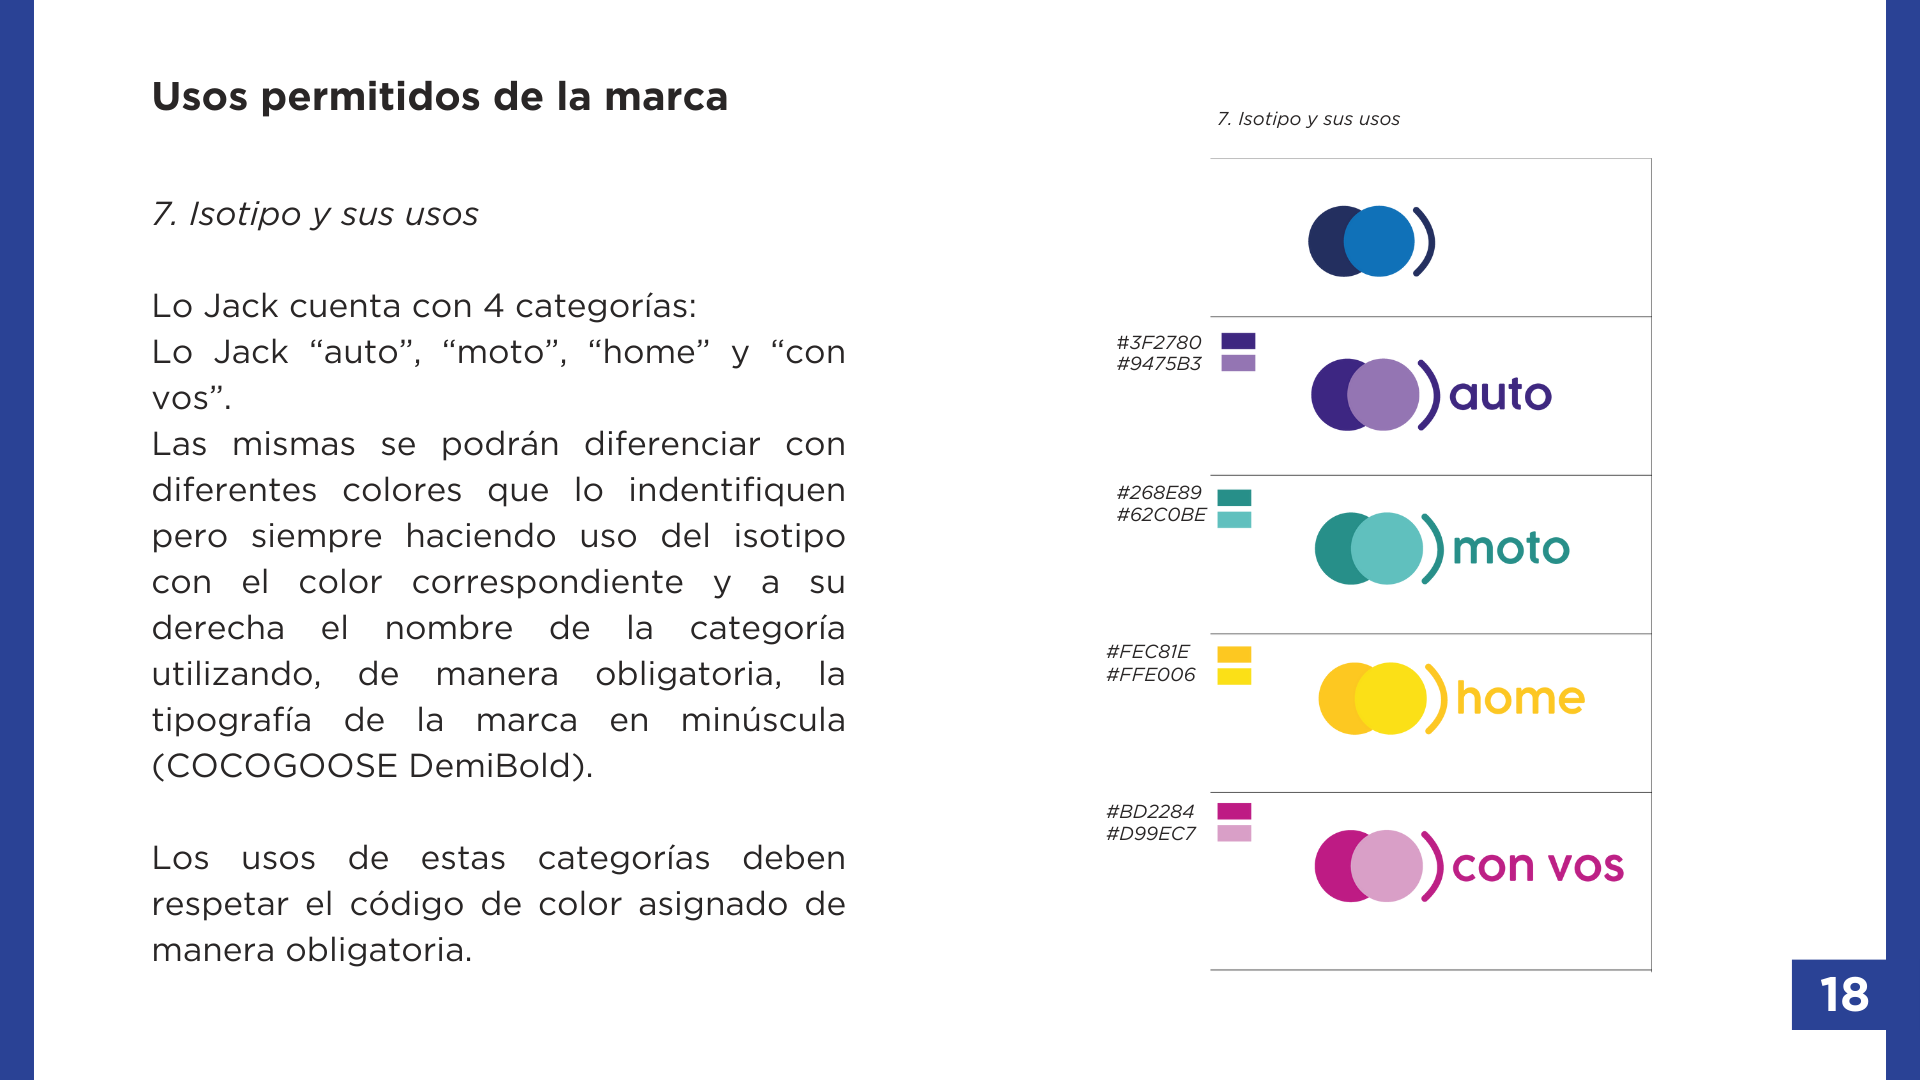 Usos permitidos de la marca
7. Isotipo y sus usos
Lo Jack cuenta con 4 categorías:
Lo Jack “auto”, “moto”, “home” y “con
vos”.
Las mismas se podrán diferenciar con
diferentes colores que lo indentifiquen
pero siempre haciendo uso del isotipo
con el color correspondiente y a su
derecha el nombre de la categoría
utilizando, de manera obligatoria, la
tipografía de la marca en minúscula
(COCOGOOSE DemiBold).
Los usos de estas categorías deben
respetar el código de color asignado de
manera obligatoria.
7. Isotipo y sus usos
#3F2780
#9475B3
auto
#268E89
#62C0BE
moto
#FEC81E
#FFE006
home
#BD2284
#D99EC7
con vos
18